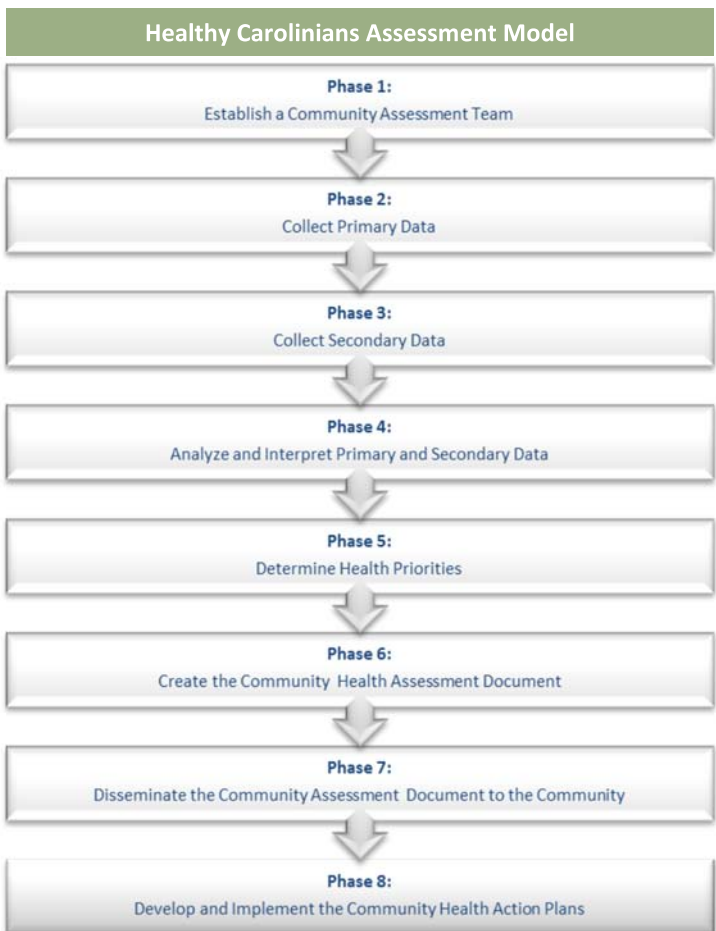 Healthy Carolinians Assessment Model
Phase 1:
Establish a Community Assessment Team
Phase 2:
Collect Primary Data
Phase 3:
Collect Secondary Data
Phase 4:
Analyze and Interpret Primary and Secondary Data
Phase 5:
Determine Health Priorities
Phase 6:
Create the Community Health Assessment Document
Phase 7:
Disseminate the Community Assessment Document to the Community
Phase 8:
Develop and Implement the Community Health Action Plans